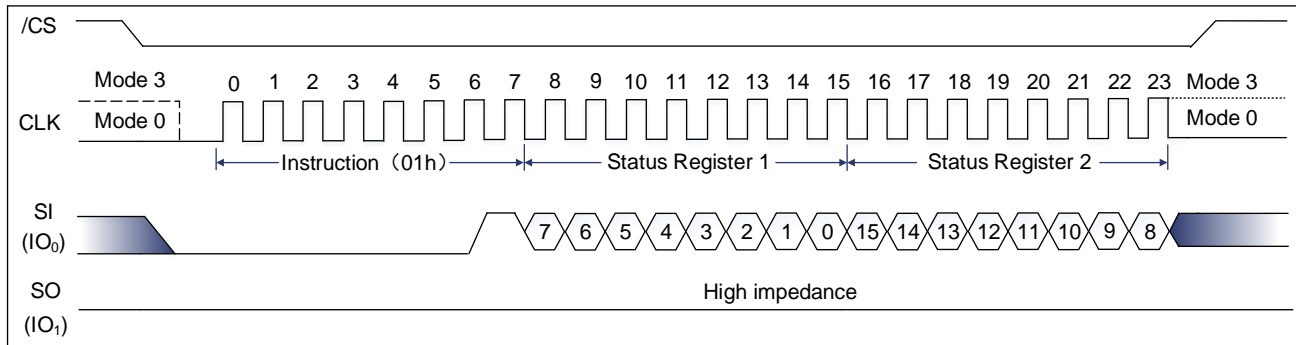 /CS
Mode 3 0 1 2 3 4 5 6 7 8 9 10 11 12 13 14 15 16 17 18 19 20 21 22 23 Mode 3
CLK Mode 0 Mode 0
Instruction（01h） Status Register 1 Status Register 2
SI
(IO₀) 7 6 5 4 3 2 1 0 15 14 13 12 11 10 9 8
SO High impedance
(IO₁)